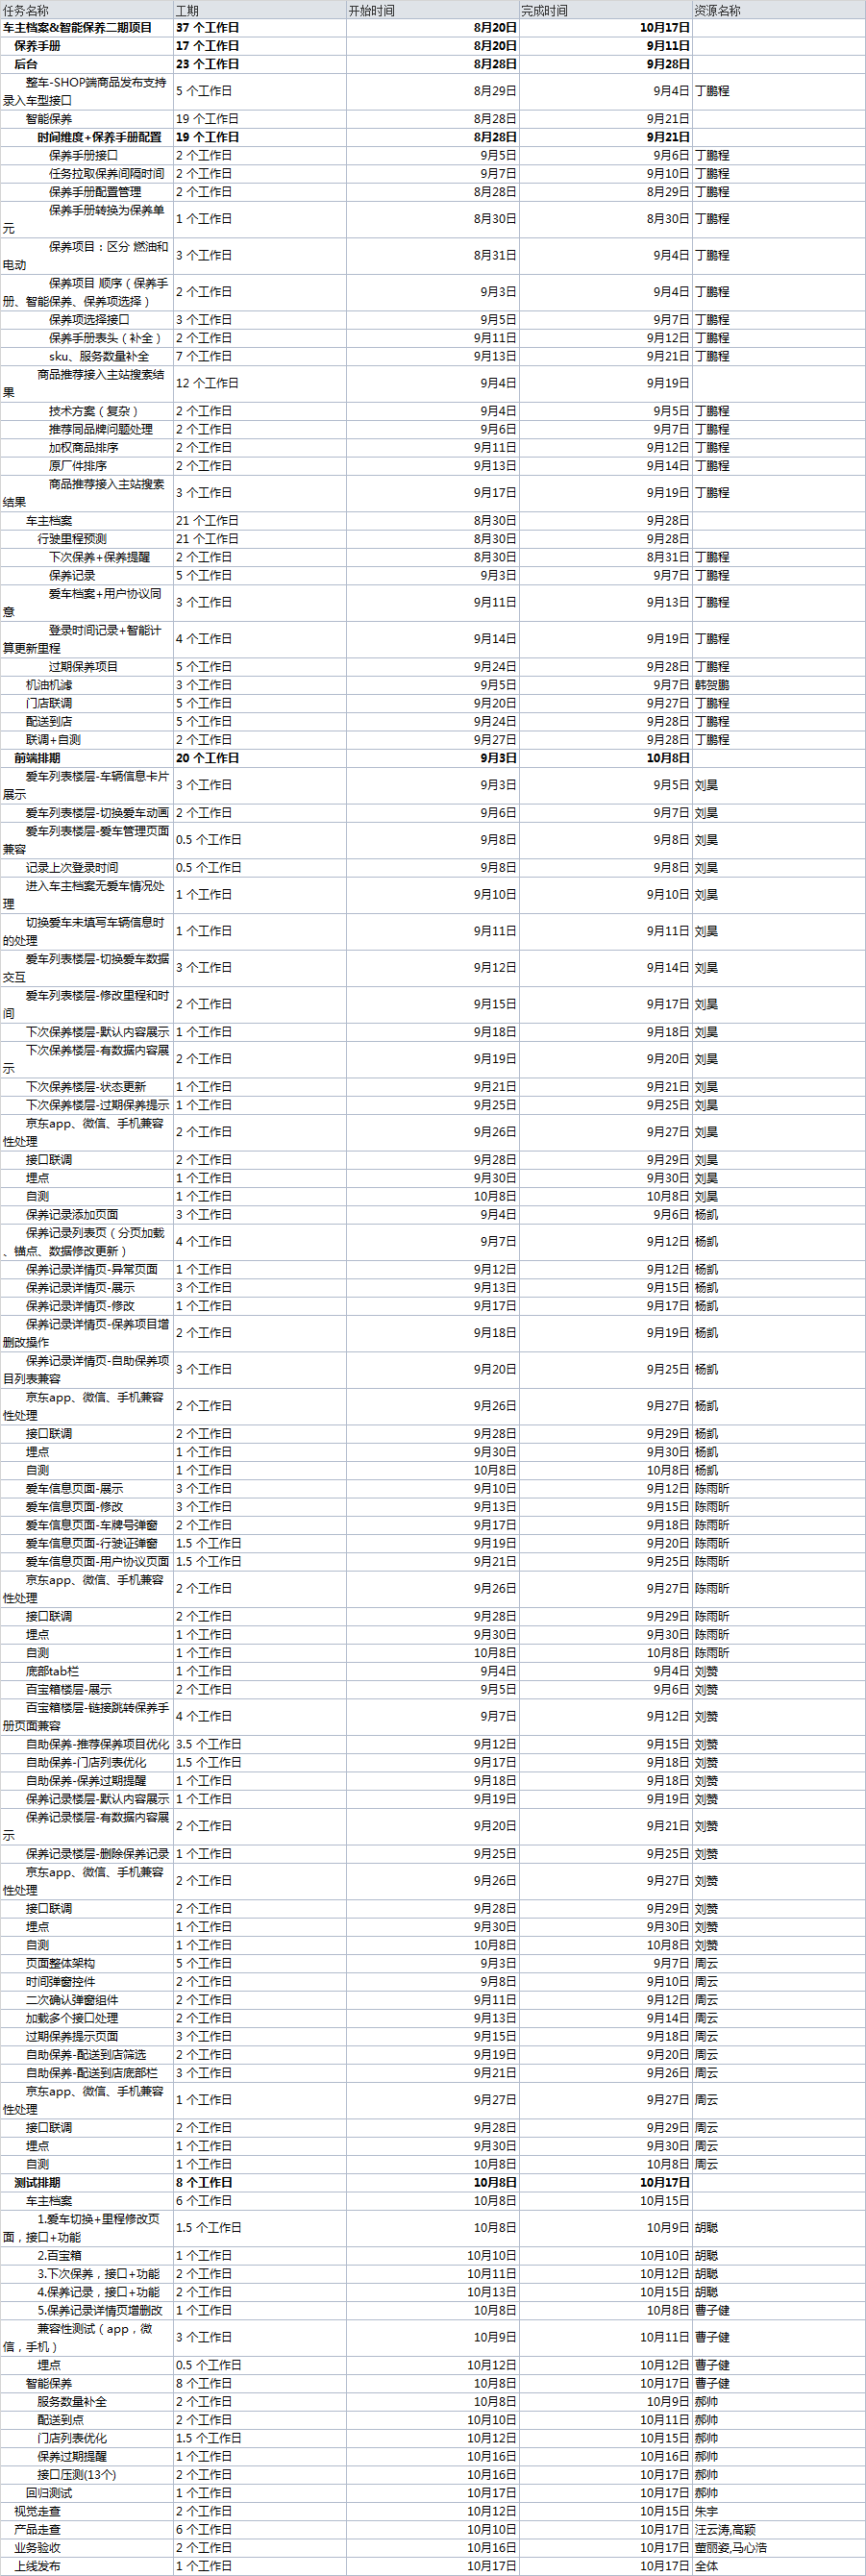 任务名称 工期 开始时间 完成时间 资源名称
车主档案&智能保养二期项目 37 个工作日 8月20日 10月17日
保养手册 17 个工作日 8月20日 9月11日
后台 23 个工作日 8月28日 9月28日
整车-SHOP端商品发布支持
录入车型接口 5 个工作日 8月29日 9月4日 丁鹏程
智能保养 19 个工作日 8月28日 9月21日
时间维度+保养手册配置 19 个工作日 8月28日 9月21日
保养手册接口 2 个工作日 9月5日 9月6日 丁鹏程
任务拉取保养间隔时间 2 个工作日 9月7日 9月10日 丁鹏程
保养手册配置管理 2 个工作日 8月28日 8月29日 丁鹏程
保养手册转换为保养单
元 1 个工作日 8月30日 8月30日 丁鹏程
保养项目：区分 燃油和
电动 3 个工作日 8月31日 9月4日 丁鹏程
保养项目 顺序（保养手
册、智能保养、保养项选择） 2 个工作日 9月3日 9月4日 丁鹏程
保养项选择接口 3 个工作日 9月5日 9月7日 丁鹏程
保养手册表头（补全） 2 个工作日 9月11日 9月12日 丁鹏程
sku、服务数量补全 7 个工作日 9月13日 9月21日 丁鹏程
商品推荐接入主站搜索结
果 12 个工作日 9月4日 9月19日
技术方案（复杂） 2 个工作日 9月4日 9月5日 丁鹏程
推荐同品牌问题处理 2 个工作日 9月6日 9月7日 丁鹏程
加权商品排序 2 个工作日 9月11日 9月12日 丁鹏程
原厂件排序 2 个工作日 9月13日 9月14日 丁鹏程
商品推荐接入主站搜索
结果 3 个工作日 9月17日 9月19日 丁鹏程
车主档案 21 个工作日 8月30日 9月28日
行驶里程预测 21 个工作日 8月30日 9月28日
下次保养+保养提醒 2 个工作日 8月30日 8月31日 丁鹏程
保养记录 5 个工作日 9月3日 9月7日 丁鹏程
爱车档案+用户协议同
意 3 个工作日 9月11日 9月13日 丁鹏程
登录时间记录+智能计
算更新里程 4 个工作日 9月14日 9月19日 丁鹏程
过期保养项目 5 个工作日 9月24日 9月28日 丁鹏程
机油机滤 3 个工作日 9月5日 9月7日 韩贺鹏
门店联调 5 个工作日 9月20日 9月27日 丁鹏程
配送到店 5 个工作日 9月24日 9月28日 丁鹏程
联调+自测 2 个工作日 9月27日 9月28日 丁鹏程
前端排期 20 个工作日 9月3日 10月8日
爱车列表楼层-车辆信息卡片
展示 3 个工作日 9月3日 9月5日 刘昊
爱车列表楼层-切换爱车动画 2 个工作日 9月6日 9月7日 刘昊
爱车列表楼层-爱车管理页面
兼容 0.5 个工作日 9月8日 9月8日 刘昊
记录上次登录时间 0.5 个工作日 9月8日 9月8日 刘昊
进入车主档案无爱车情况处
理 1 个工作日 9月10日 9月10日 刘昊
切换爱车未填写车辆信息时
的处理 1 个工作日 9月11日 9月11日 刘昊
爱车列表楼层-切换爱车数据
交互 3 个工作日 9月12日 9月14日 刘昊
爱车列表楼层-修改里程和时
间 2 个工作日 9月15日 9月17日 刘昊
下次保养楼层-默认内容展示 1 个工作日 9月18日 9月18日 刘昊
下次保养楼层-有数据内容展
示 2 个工作日 9月19日 9月20日 刘昊
下次保养楼层-状态更新 1 个工作日 9月21日 9月21日 刘昊
下次保养楼层-过期保养提示 1 个工作日 9月25日 9月25日 刘昊
京东app、微信、手机兼容
性处理 2 个工作日 9月26日 9月27日 刘昊
接口联调 2 个工作日 9月28日 9月29日 刘昊
埋点 1 个工作日 9月30日 9月30日 刘昊
自测 1 个工作日 10月8日 10月8日 刘昊
保养记录添加页面 3 个工作日 9月4日 9月6日 杨凯
保养记录列表页（分页加载
、锚点、数据修改更新） 4 个工作日 9月7日 9月12日 杨凯
保养记录详情页-异常页面 1 个工作日 9月12日 9月12日 杨凯
保养记录详情页-展示 3 个工作日 9月13日 9月15日 杨凯
保养记录详情页-修改 1 个工作日 9月17日 9月17日 杨凯
保养记录详情页-保养项目增
删改操作 2 个工作日 9月18日 9月19日 杨凯
保养记录详情页-自助保养项
目列表兼容 3 个工作日 9月20日 9月25日 杨凯
京东app、微信、手机兼容
性处理 2 个工作日 9月26日 9月27日 杨凯
接口联调 2 个工作日 9月28日 9月29日 杨凯
埋点 1 个工作日 9月30日 9月30日 杨凯
自测 1 个工作日 10月8日 10月8日 杨凯
爱车信息页面-展示 3 个工作日 9月10日 9月12日 陈雨昕
爱车信息页面-修改 3 个工作日 9月13日 9月15日 陈雨昕
爱车信息页面-车牌号弹窗 2 个工作日 9月17日 9月18日 陈雨昕
爱车信息页面-行驶证弹窗 1.5 个工作日 9月19日 9月20日 陈雨昕
爱车信息页面-用户协议页面 1.5 个工作日 9月21日 9月25日 陈雨昕
京东app、微信、手机兼容
性处理 2 个工作日 9月26日 9月27日 陈雨昕
接口联调 2 个工作日 9月28日 9月29日 陈雨昕
埋点 1 个工作日 9月30日 9月30日 陈雨昕
自测 1 个工作日 10月8日 10月8日 陈雨昕
底部tab栏 1 个工作日 9月4日 9月4日 刘赞
百宝箱楼层-展示 2 个工作日 9月5日 9月6日 刘赞
百宝箱楼层-链接跳转保养手
册页面兼容 4 个工作日 9月7日 9月12日 刘赞
自助保养-推荐保养项目优化 3.5 个工作日 9月12日 9月15日 刘赞
自助保养-门店列表优化 1.5 个工作日 9月17日 9月18日 刘赞
自助保养-保养过期提醒 1 个工作日 9月18日 9月18日 刘赞
保养记录楼层-默认内容展示 1 个工作日 9月19日 9月19日 刘赞
保养记录楼层-有数据内容展
示 2 个工作日 9月20日 9月21日 刘赞
保养记录楼层-删除保养记录 1 个工作日 9月25日 9月25日 刘赞
京东app、微信、手机兼容
性处理 2 个工作日 9月26日 9月27日 刘赞
接口联调 2 个工作日 9月28日 9月29日 刘赞
埋点 1 个工作日 9月30日 9月30日 刘赞
自测 1 个工作日 10月8日 10月8日 刘赞
页面整体架构 5 个工作日 9月3日 9月7日 周云
时间弹窗控件 2 个工作日 9月8日 9月10日 周云
二次确认弹窗组件 2 个工作日 9月11日 9月12日 周云
加载多个接口处理 2 个工作日 9月13日 9月14日 周云
过期保养提示页面 3 个工作日 9月15日 9月18日 周云
自助保养-配送到店筛选 2 个工作日 9月19日 9月20日 周云
自助保养-配送到店底部栏 3 个工作日 9月21日 9月26日 周云
京东app、微信、手机兼容
性处理 1 个工作日 9月27日 9月27日 周云
接口联调 2 个工作日 9月28日 9月29日 周云
埋点 1 个工作日 9月30日 9月30日 周云
自测 1 个工作日 10月8日 10月8日 周云
测试排期 8 个工作日 10月8日 10月17日
车主档案 6 个工作日 10月8日 10月15日
1.爱车切换+里程修改页
面，接口+功能 1.5 个工作日 10月8日 10月9日 胡聪
2.百宝箱 1 个工作日 10月10日 10月10日 胡聪
3.下次保养，接口+功能 2 个工作日 10月11日 10月12日 胡聪
4.保养记录，接口+功能 2 个工作日 10月13日 10月15日 胡聪
5.保养记录详情页增删改 1 个工作日 10月8日 10月8日 曹子健
兼容性测试（app，微
信，手机） 3 个工作日 10月9日 10月11日 曹子健
埋点 0.5 个工作日 10月12日 10月12日 曹子健
智能保养 8 个工作日 10月8日 10月17日 曹子健
服务数量补全 2 个工作日 10月8日 10月9日 郝帅
配送到点 2 个工作日 10月10日 10月11日 郝帅
门店列表优化 1.5 个工作日 10月12日 10月15日 郝帅
保养过期提醒 1 个工作日 10月16日 10月16日 郝帅
接口压测(13个) 2 个工作日 10月16日 10月17日 郝帅
回归测试 1 个工作日 10月17日 10月17日 郝帅
视觉走查 2 个工作日 10月12日 10月15日 朱宇
产品走查 6 个工作日 10月10日 10月17日 汪云涛,高颖
业务验收 2 个工作日 10月16日 10月17日 董丽姿,马心浩
上线发布 1 个工作日 10月17日 10月17日 全体